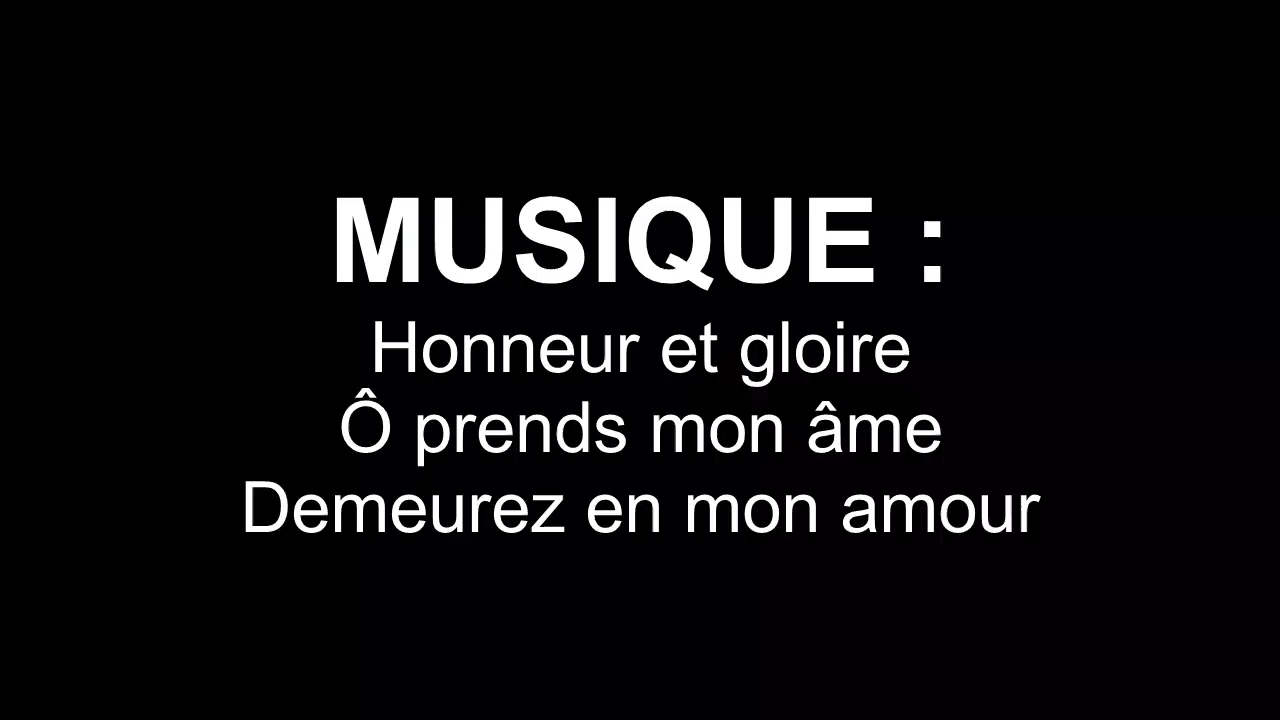 MUSIQUE :
Honneur et gloire
Ô prends mon âme
Demeurez en mon amour